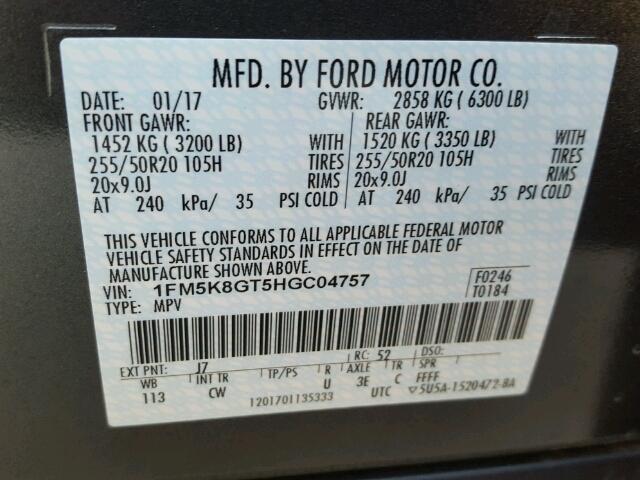 MFD. BY FORD MOTOR CO.
DATE: 01/17 GVWR: 2858 KG ( 6300 LB)
FRONT GAWR: REAR GAWR:
1452 KG ( 3200 LB) WITH 1520 KG ( 3350 LB) WITH
255/50R20 105H TIRES 255/50R20 105H TIRES
20x9.0J RIMS 20x9.0J RIMS
AT 240 kPa/ 35 PSI COLD AT 240 kPa/ 35 PSI COLD
THIS VEHICLE CONFORMS TO ALL APPLICABLE FEDERAL MOTOR
VEHICLE SAFETY STANDARDS IN EFFECT ON THE DATE OF
MANUFACTURE SHOWN ABOVE.
VIN: 1FM5K8GT5HGC04757 F0246
TYPE: MPV T0184
EXT PNT: J7 RC: 52 DSO:
WB INT TR TP/PS R AXLE TR SPR
113 CW U 3E C FFFF
1201701135333 UTC ▽5U5A-1520472-BA